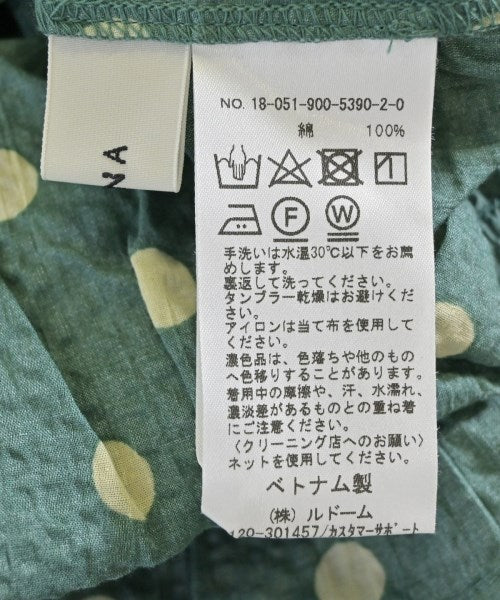 NA
NO. 18-051-900-5390-2-0
綿 100%
F W
手洗いは水温30℃以下をお薦
めします。
裏返して洗ってください。
タンブラー乾燥はお避けくださ
い。
アイロンは当て布を使用して
ください。
濃色品は、色落ちや他のもの
へ色移りすることがあります。
着用中の摩擦や、汗、水濡れ、
濃淡差があるものとの重ね着
にご注意ください。
〈クリーニング店へのお願い〉
ネットを使用してください。
ベトナム製
(株) ルドーム
120-301457/カスタマーサポート